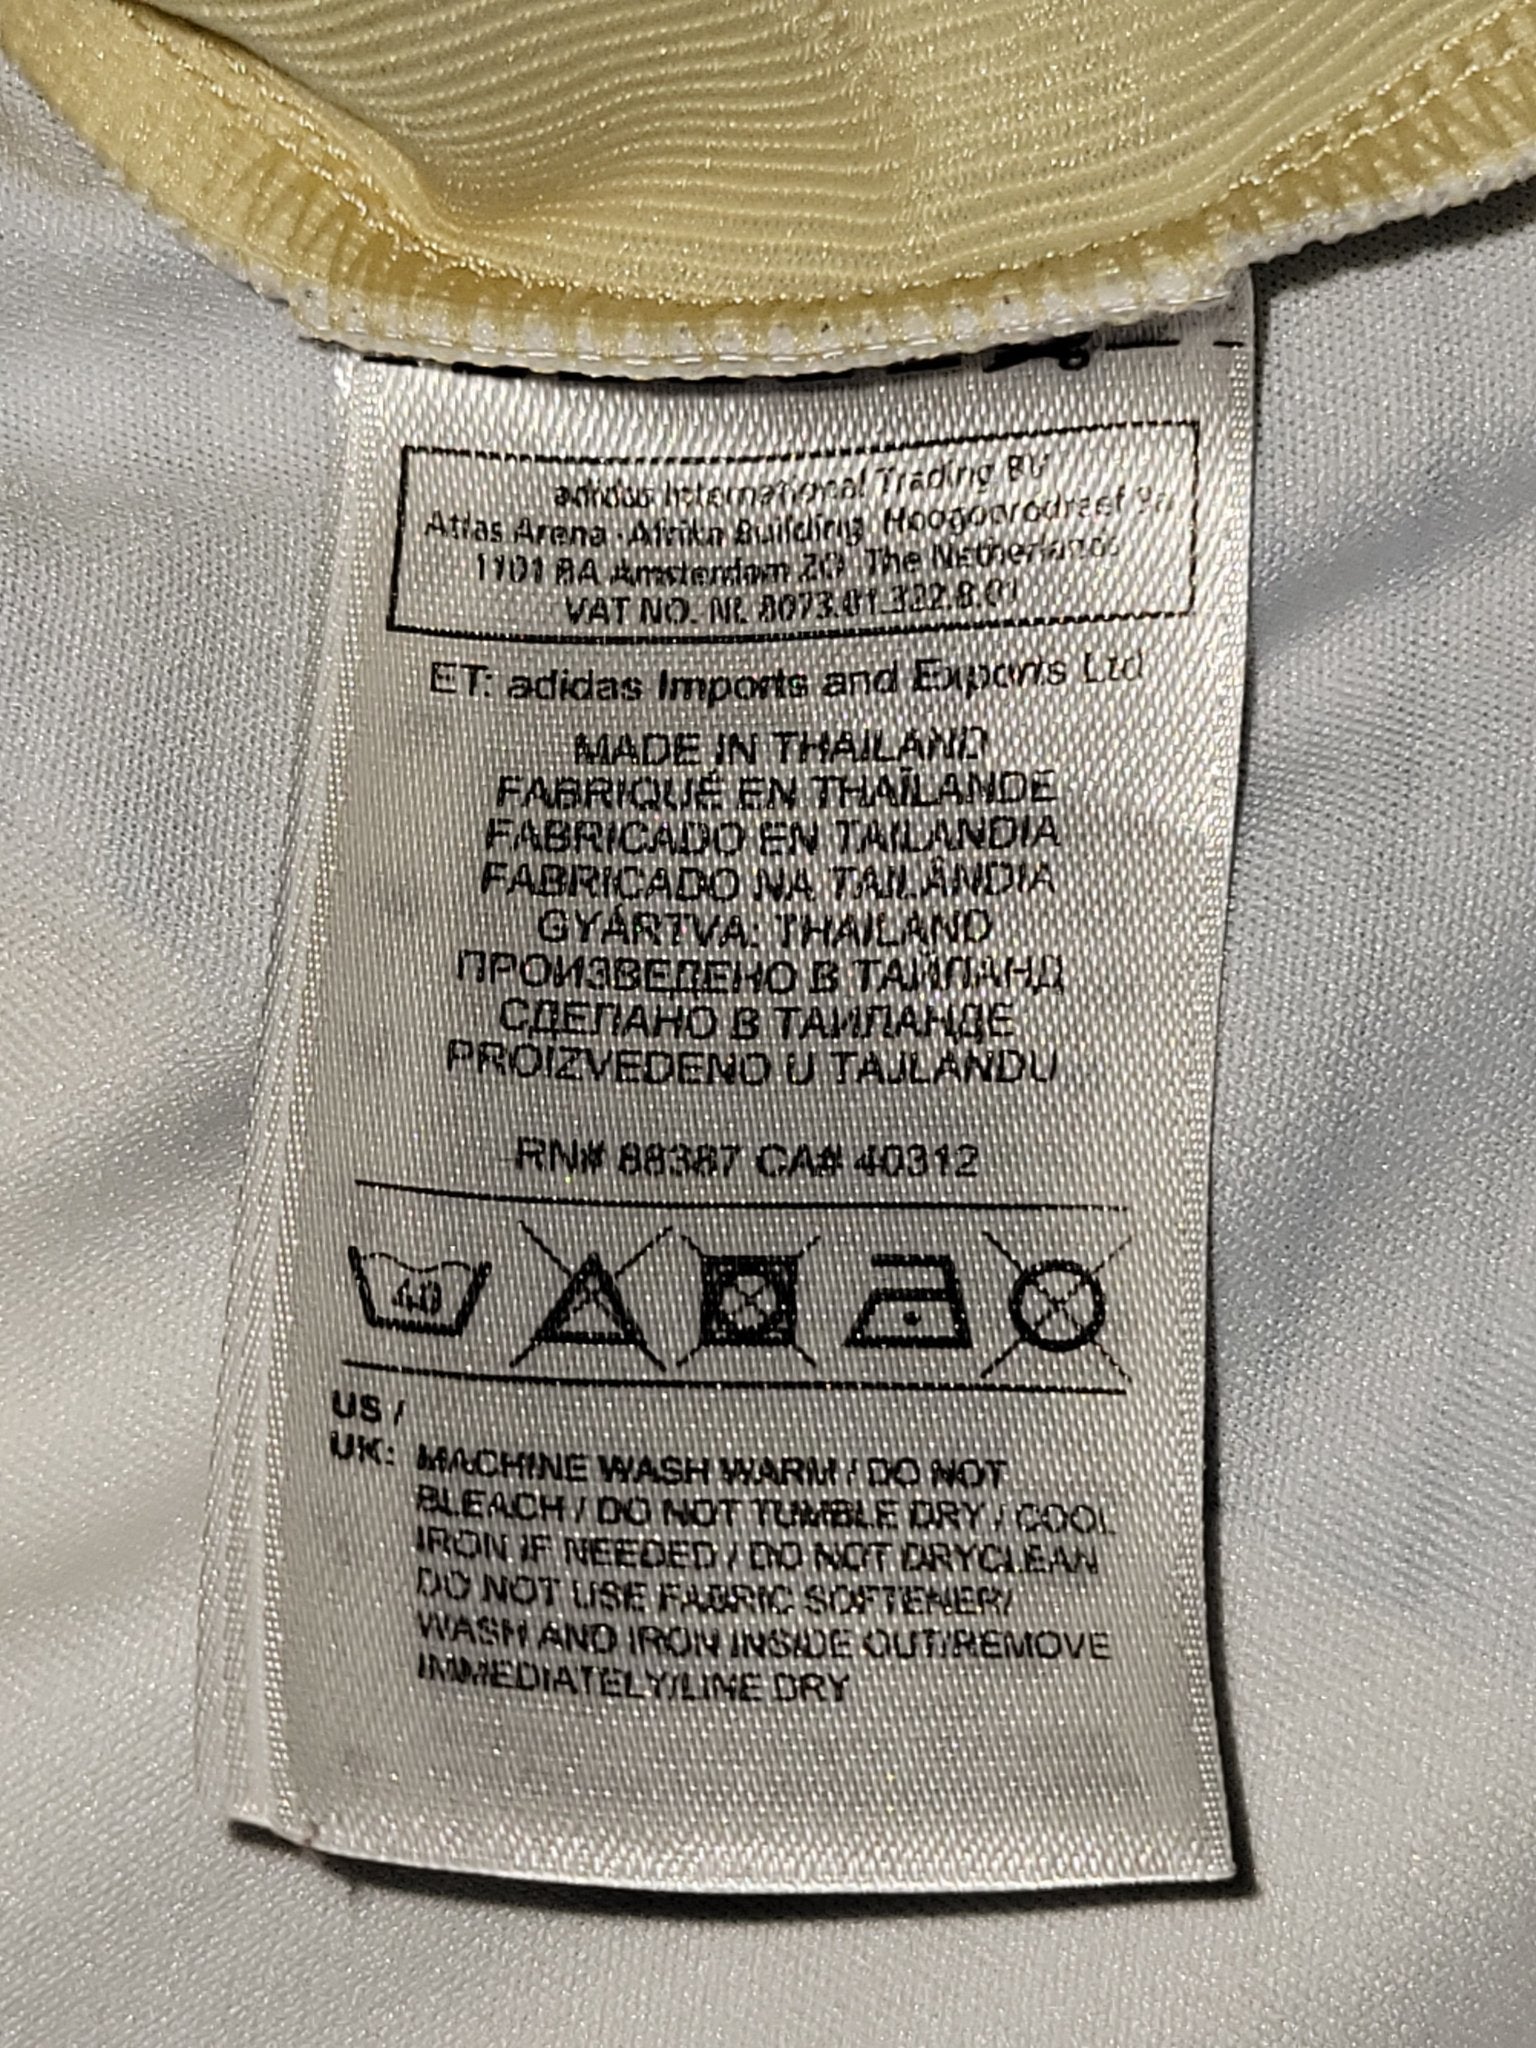 adidas International Trading BV
Atlas Arena - Afrika Building, Hoogoorddreef 9a
1101 BA Amsterdam ZO The Netherlands
VAT NO. NL 8073.01.322.B.01
ET: adidas Imports and Exports Ltd
MADE IN THAILAND
FABRIQUÉ EN THAÏLANDE
FABRICADO EN TAILANDIA
FABRICADO NA TAILÂNDIA
GYÁRTVA: THAILAND
ПРОИЗВЕДЕНО В ТАЙЛАНД
СДЕЛАНО В ТАИЛАНДЕ
PROIZVEDENO U TAJLANDU
RN# 88387 CA# 40312
40
US /
UK: MACHINE WASH WARM / DO NOT
BLEACH / DO NOT TUMBLE DRY / COOL
IRON IF NEEDED / DO NOT DRYCLEAN
DO NOT USE FABRIC SOFTENER/
WASH AND IRON INSIDE OUT/REMOVE
IMMEDIATELY/LINE DRY